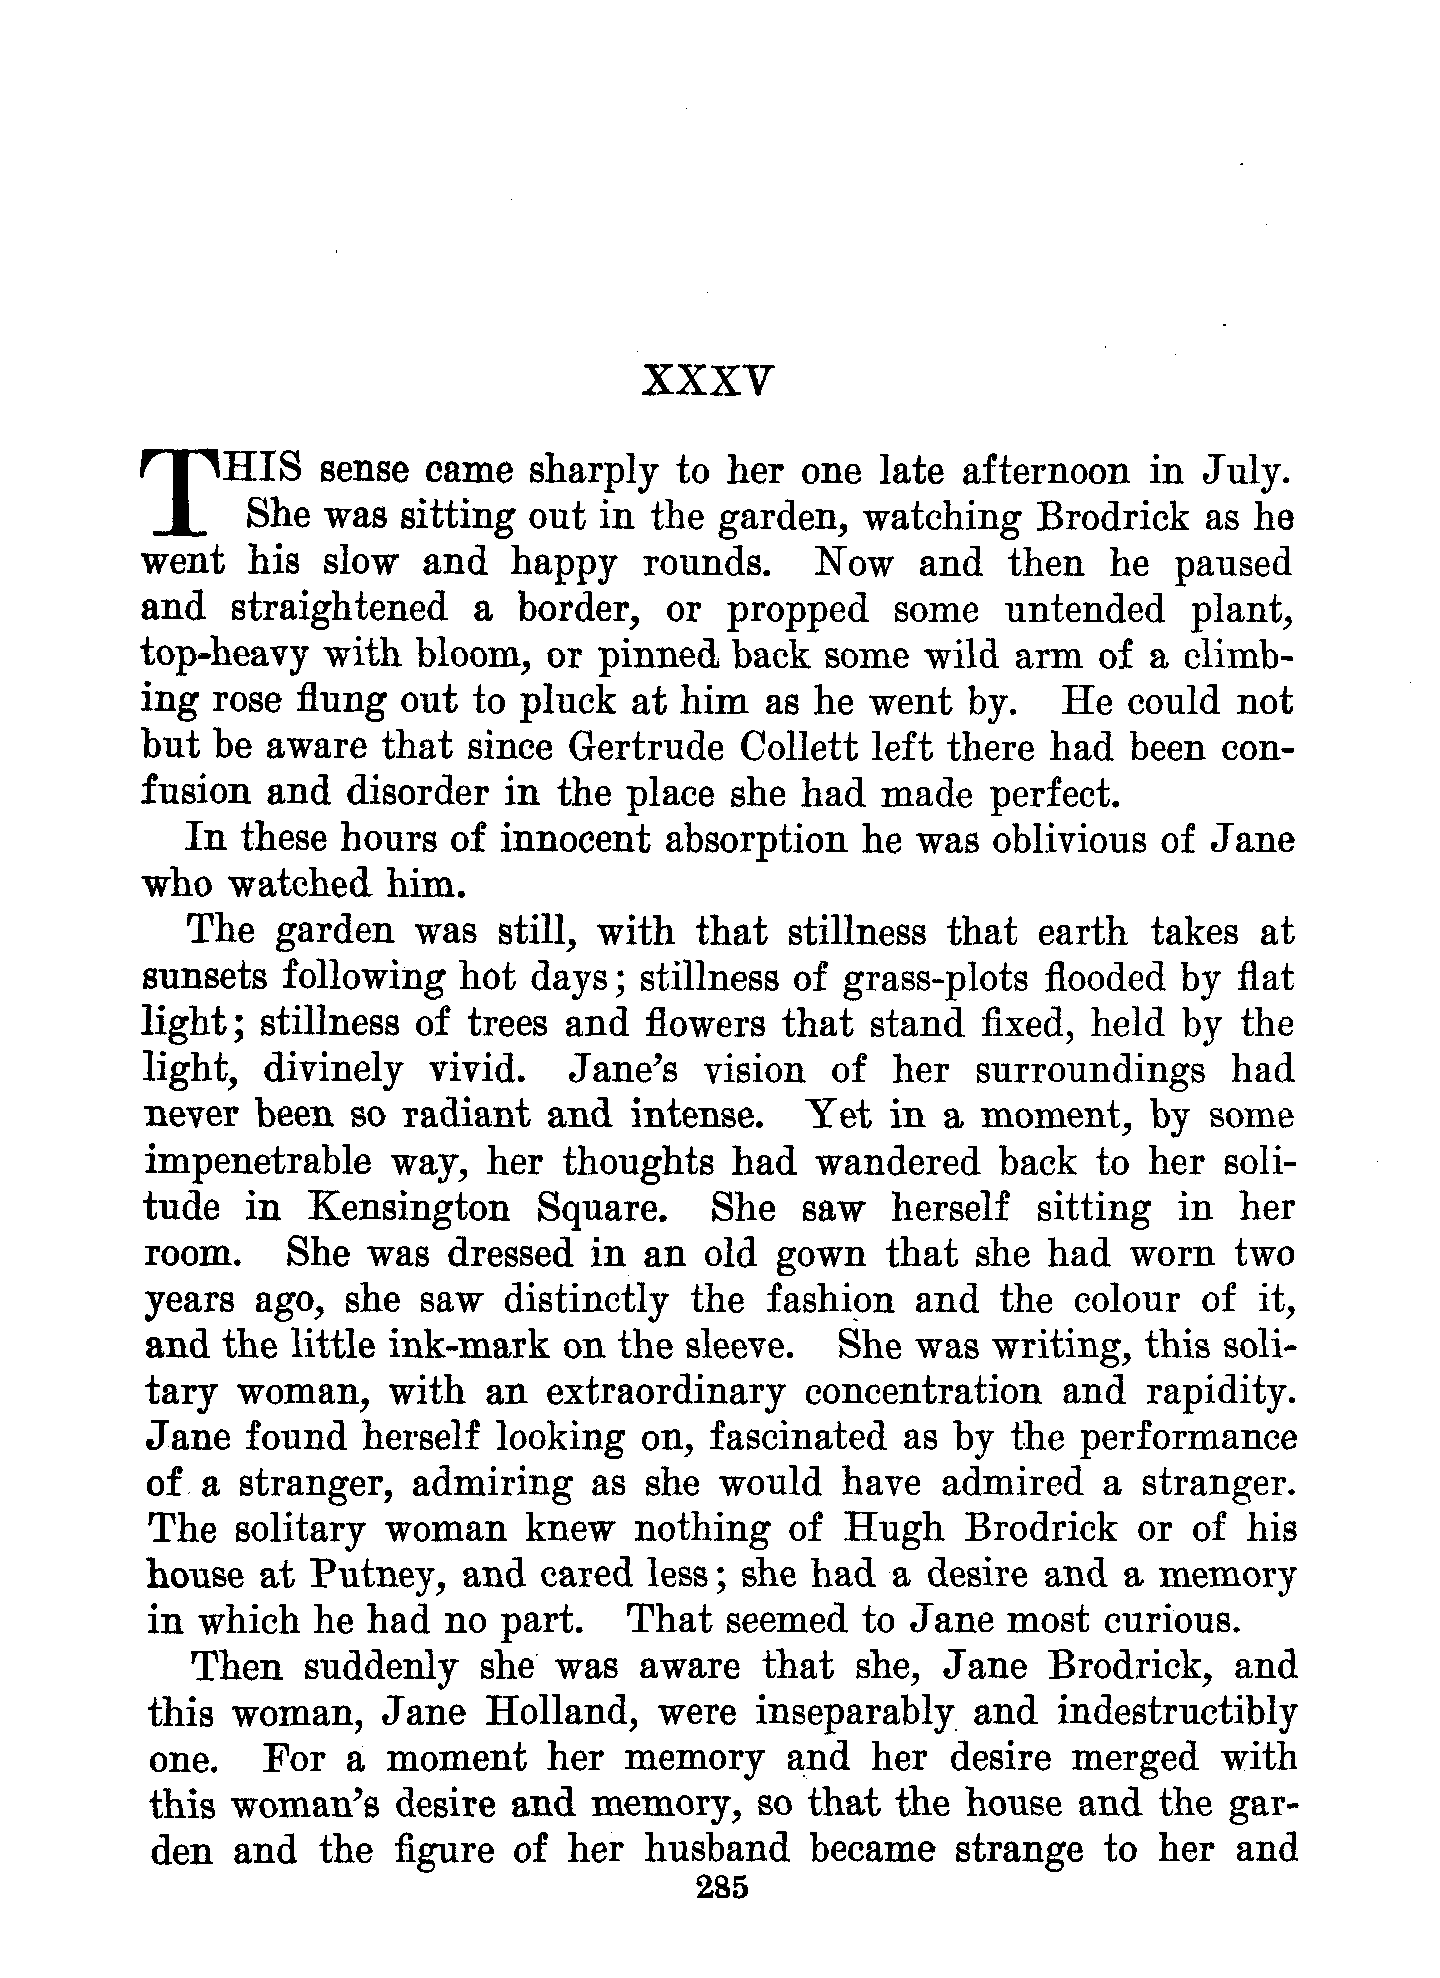 XXXV
THIS sense came sharply to her one late afternoon in July.
She was sitting out in the garden, watching Brodrick as he
went his slow and happy rounds. Now and then he paused
and straightened a border, or propped some untended plant,
top-heavy with bloom, or pinned back some wild arm of a climb-
ing rose flung out to pluck at him as he went by. He could not
but be aware that since Gertrude Collett left there had been con-
fusion and disorder in the place she had made perfect.
In these hours of innocent absorption he was oblivious of Jane
who watched him.
The garden was still, with that stillness that earth takes at
sunsets following hot days; stillness of grass-plots flooded by flat
light; stillness of trees and flowers that stand fixed, held by the
light, divinely vivid. Jane's vision of her surroundings had
never been so radiant and intense. Yet in a moment, by some
impenetrable way, her thoughts had wandered back to her soli-
tude in Kensington Square. She saw herself sitting in her
room. She was dressed in an old gown that she had worn two
years ago, she saw distinctly the fashion and the colour of it,
and the little ink-mark on the sleeve. She was writing, this soli-
tary woman, with an extraordinary concentration and rapidity.
Jane found herself looking on, fascinated as by the performance
of a stranger, admiring as she would have admired a stranger.
The solitary woman knew nothing of Hugh Brodrick or of his
house at Putney, and cared less; she had a desire and a memory
in which he had no part. That seemed to Jane most curious.
Then suddenly she was aware that she, Jane Brodrick, and
this woman, Jane Holland, were inseparably and indestructibly
one. For a moment her memory and her desire merged with
this woman's desire and memory, so that the house and the gar-
den and the figure of her husband became strange to her and
285